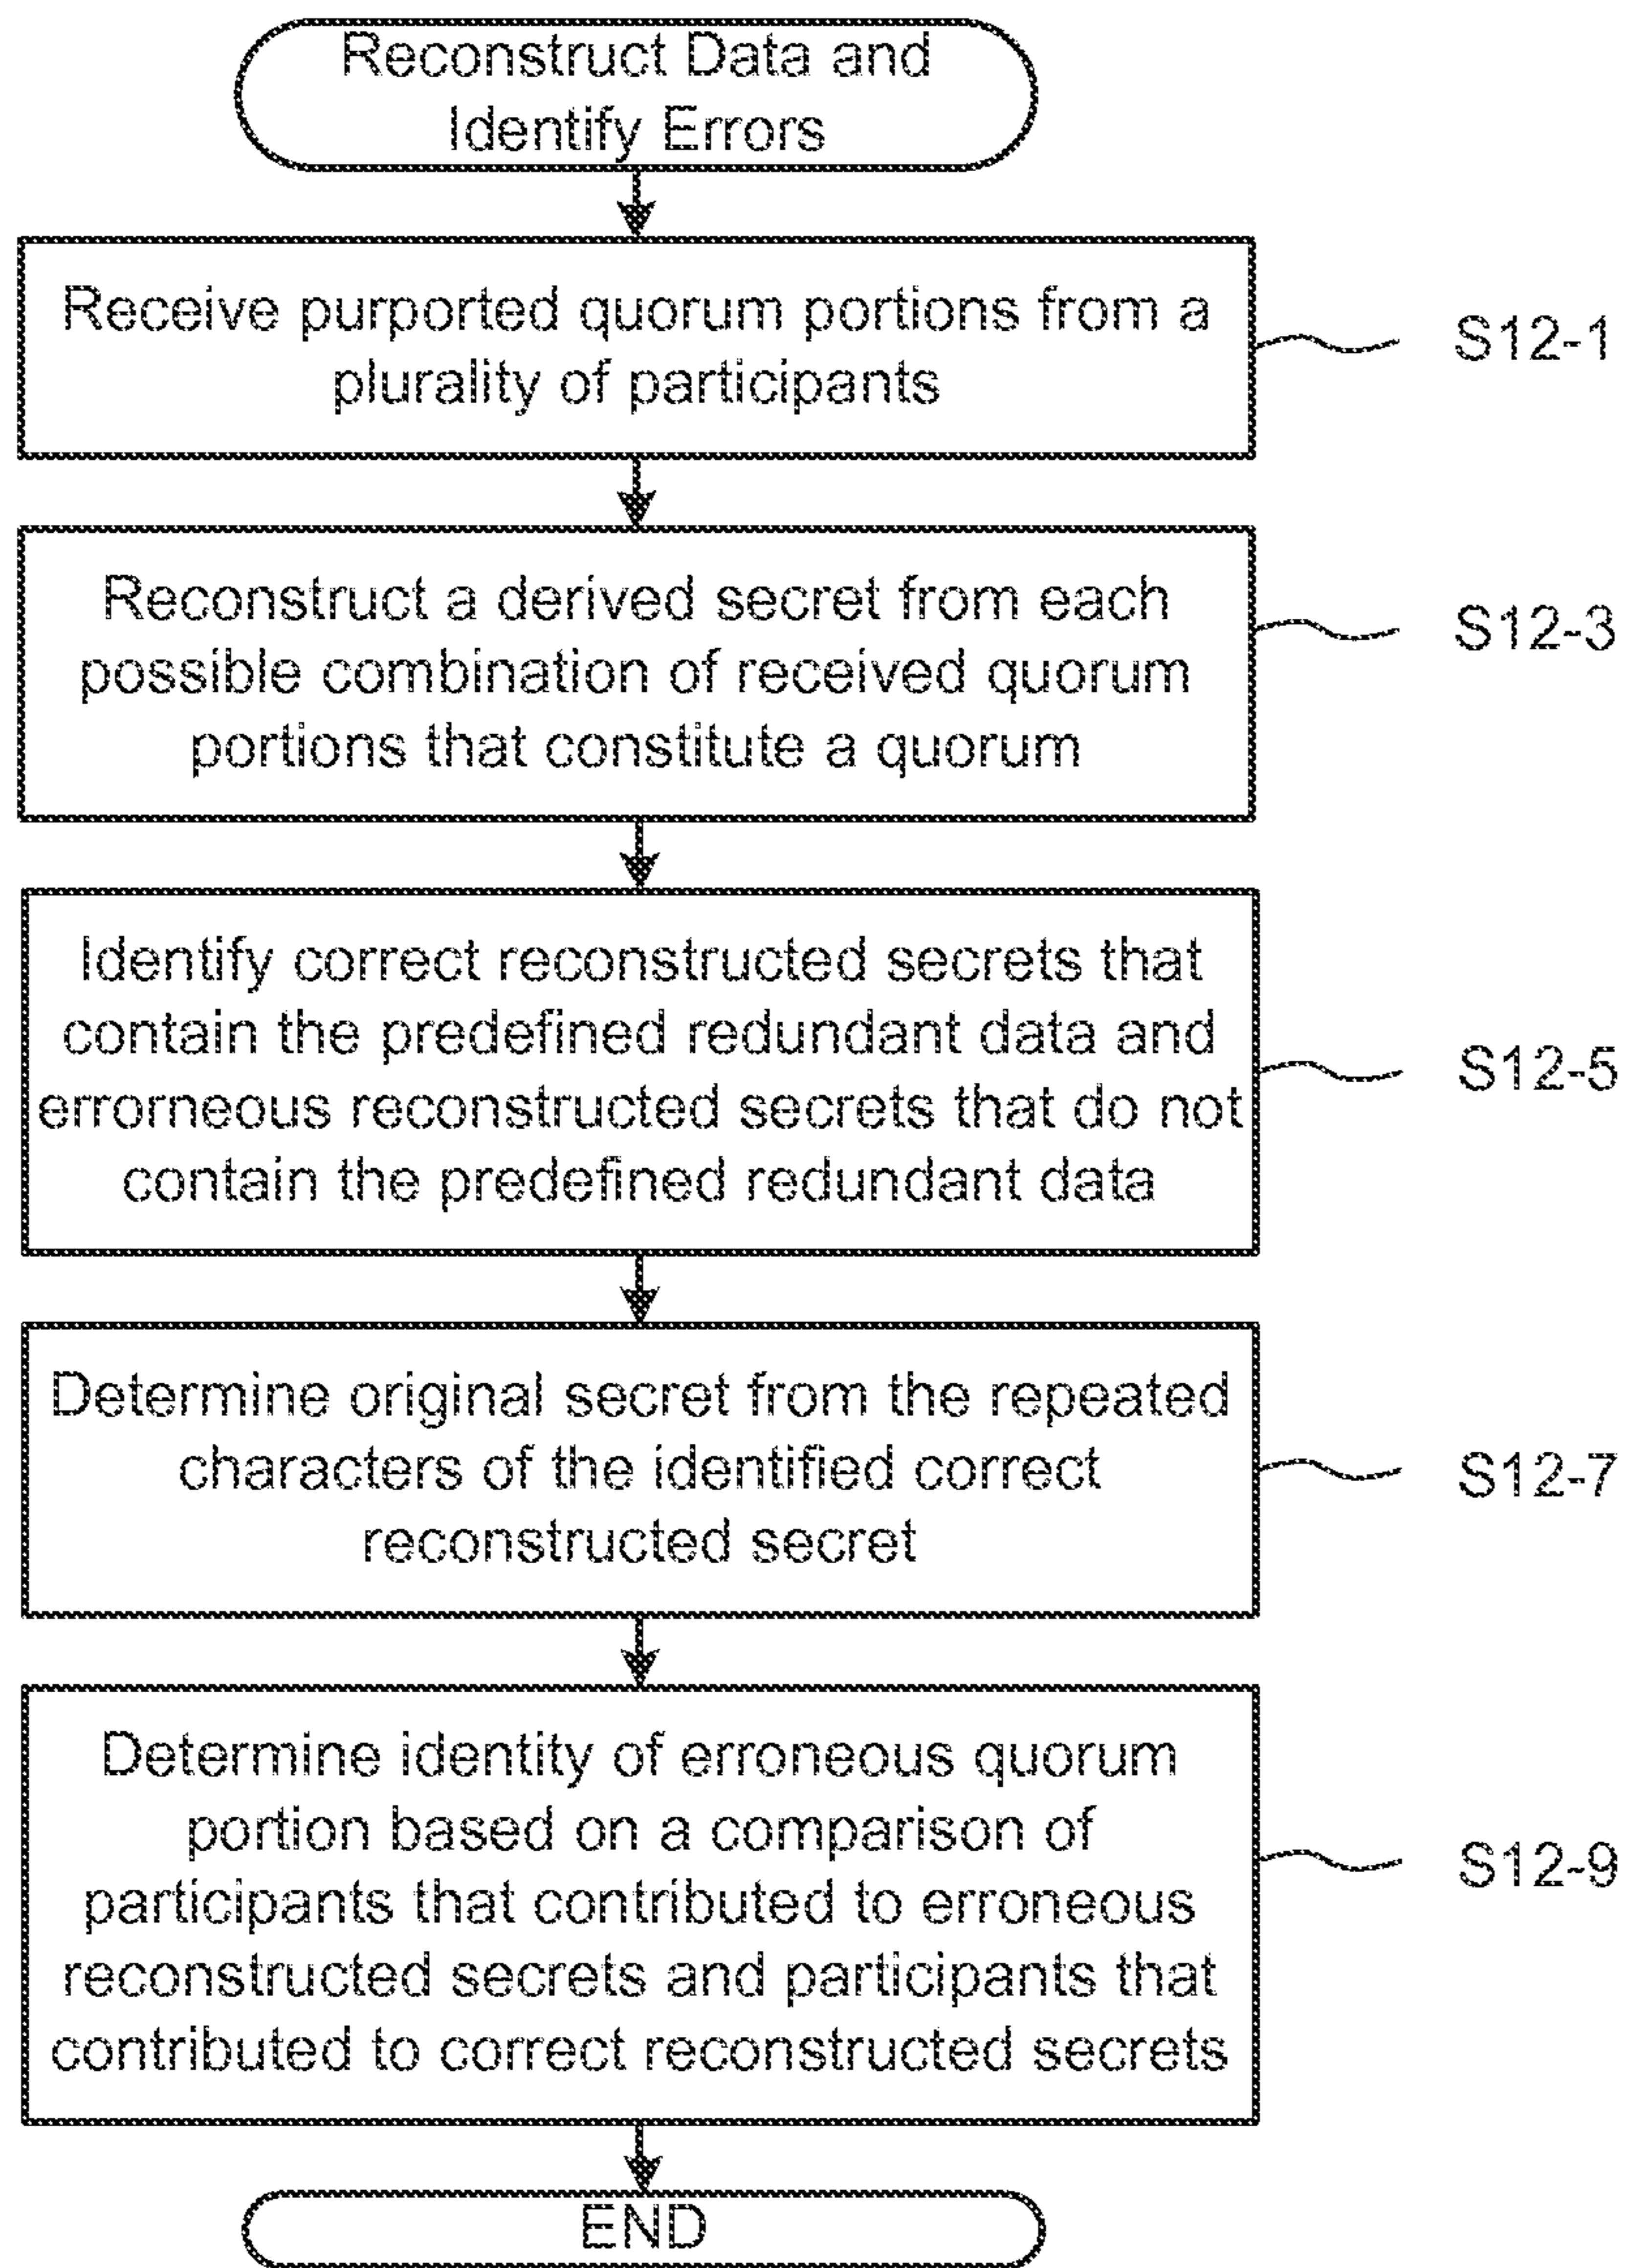 Reconstruct Data and
Identify Errors
Receive purported quorum portions from a
plurality of participants
S12-1
Reconstruct a derived secret from each
possible combination of received quorum
portions that constitute a quorum
S12-3
Identify correct reconstructed secrets that
contain the predefined redundant data and
errorneous reconstructed secrets that do not
contain the predefined redundant data
S12-5
Determine original secret from the repeated
characters of the identified correct
reconstructed secret
S12-7
Determine identity of erroneous quorum
portion based on a comparison of
participants that contributed to erroneous
reconstructed secrets and participants that
contributed to correct reconstructed secrets
S12-9
END